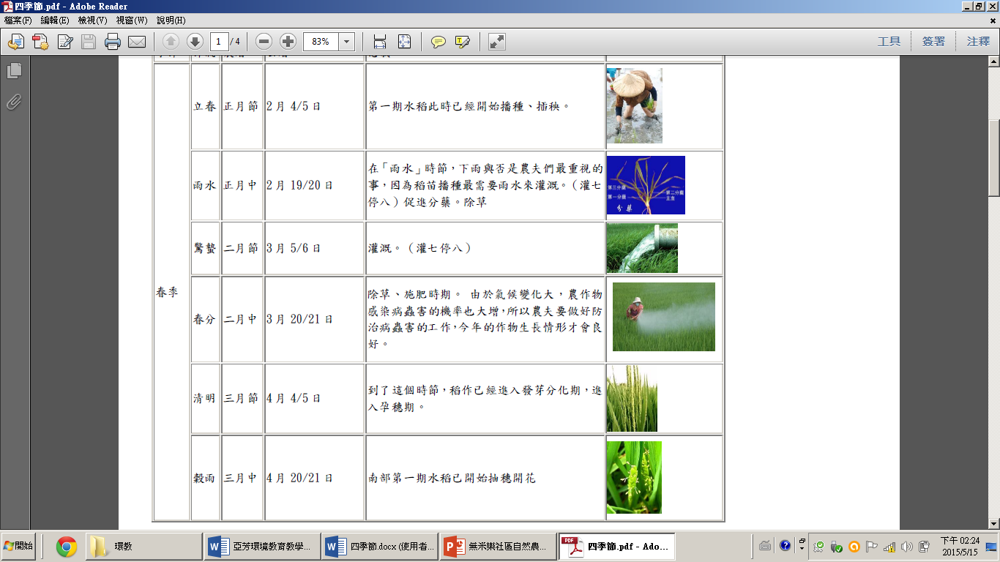 四季節.pdf - Adobe Reader
檔案(F) 編輯(E) 檢視(V) 視窗(W) 說明(H)
1 / 4 83% 工具 簽署 註釋
立春 正月節 2月 4/5日 第一期水稻此時已經開始播種、插秧。
雨水 正月中 2月 19/20日
在「雨水」時節，下雨與否是農夫們最重視的
事，因為稻苗播種最需要雨水來灌溉。（灌七
停八）促進分蘗。除草
第三分蘗
第二分蘗
第一分蘗
主莖
分蘗
驚蟄 二月節 3月 5/6日 灌溉。（灌七停八）
春季
春分 二月中 3月 20/21日
除草、施肥時期。 由於氣候變化大，農作物
感染病蟲害的機率也大增，所以農夫要做好防
治病蟲害的工作，今年的作物生長情形才會良
好。
清明 三月節 4月 4/5日
到了這個時節，稻作已經進入發芽分化期，進
入孕穗期。
穀雨 三月中 4月 20/21日 南部第一期水稻已開始抽穗開花
開始 環教 亞芳環境教育教學... 四季節.docx (使用者... 無米樂社區自然農... 四季節.pdf - Ado...
下午 02:24
2015/5/15